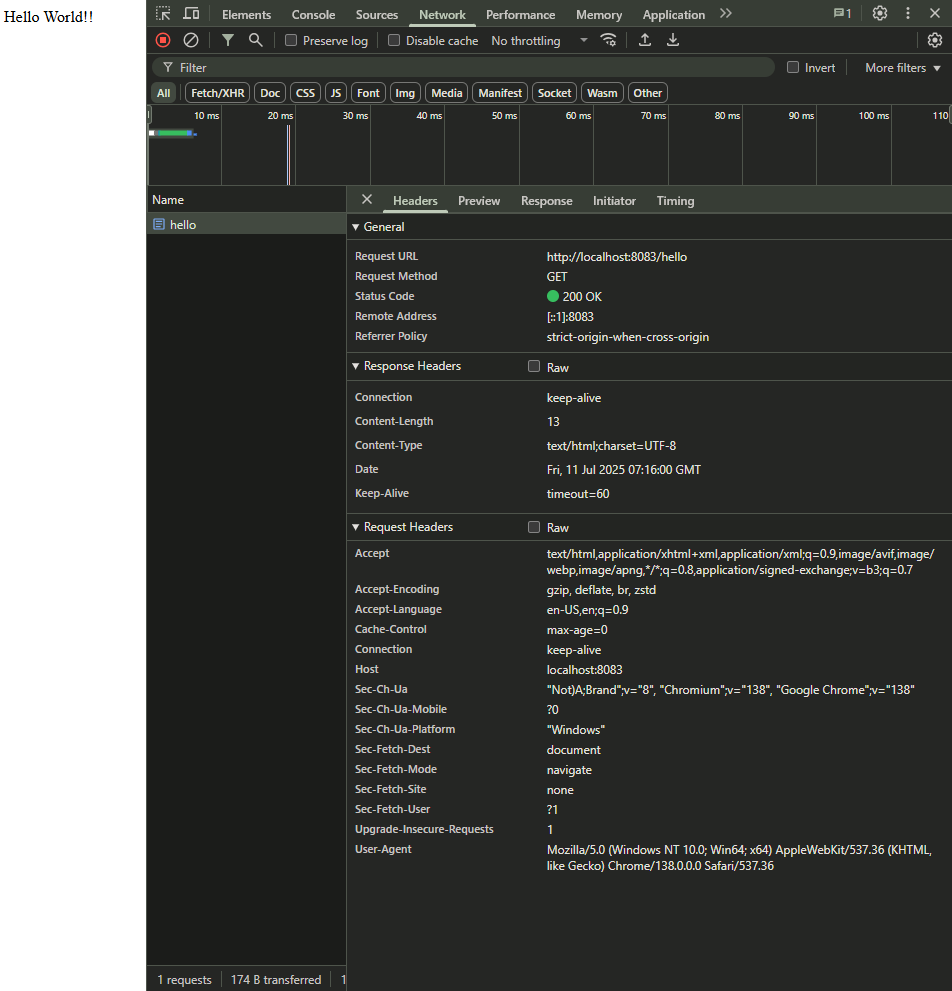 Hello World!!
Elements Console Sources Network Performance Memory Application 1
Preserve log Disable cache No throttling
Filter Invert More filters
All Fetch/XHR Doc CSS JS Font Img Media Manifest Socket Wasm Other
10 ms 20 ms 30 ms 40 ms 50 ms 60 ms 70 ms 80 ms 90 ms 100 ms 110
Name
hello
Headers Preview Response Initiator Timing
General
Request URL http://localhost:8083/hello
Request Method GET
Status Code 200 OK
Remote Address [::1]:8083
Referrer Policy strict-origin-when-cross-origin
Response Headers Raw
Connection keep-alive
Content-Length 13
Content-Type text/html;charset=UTF-8
Date Fri, 11 Jul 2025 07:16:00 GMT
Keep-Alive timeout=60
Request Headers Raw
Accept text/html,application/xhtml+xml,application/xml;q=0.9,image/avif,image/
webp,image/apng,*/*;q=0.8,application/signed-exchange;v=b3;q=0.7
Accept-Encoding gzip, deflate, br, zstd
Accept-Language en-US,en;q=0.9
Cache-Control max-age=0
Connection keep-alive
Host localhost:8083
Sec-Ch-Ua "Not)A;Brand";v="8", "Chromium";v="138", "Google Chrome";v="138"
Sec-Ch-Ua-Mobile ?0
Sec-Ch-Ua-Platform "Windows"
Sec-Fetch-Dest document
Sec-Fetch-Mode navigate
Sec-Fetch-Site none
Sec-Fetch-User ?1
Upgrade-Insecure-Requests 1
User-Agent Mozilla/5.0 (Windows NT 10.0; Win64; x64) AppleWebKit/537.36 (KHTML,
like Gecko) Chrome/138.0.0.0 Safari/537.36
1 requests 174 B transferred 1